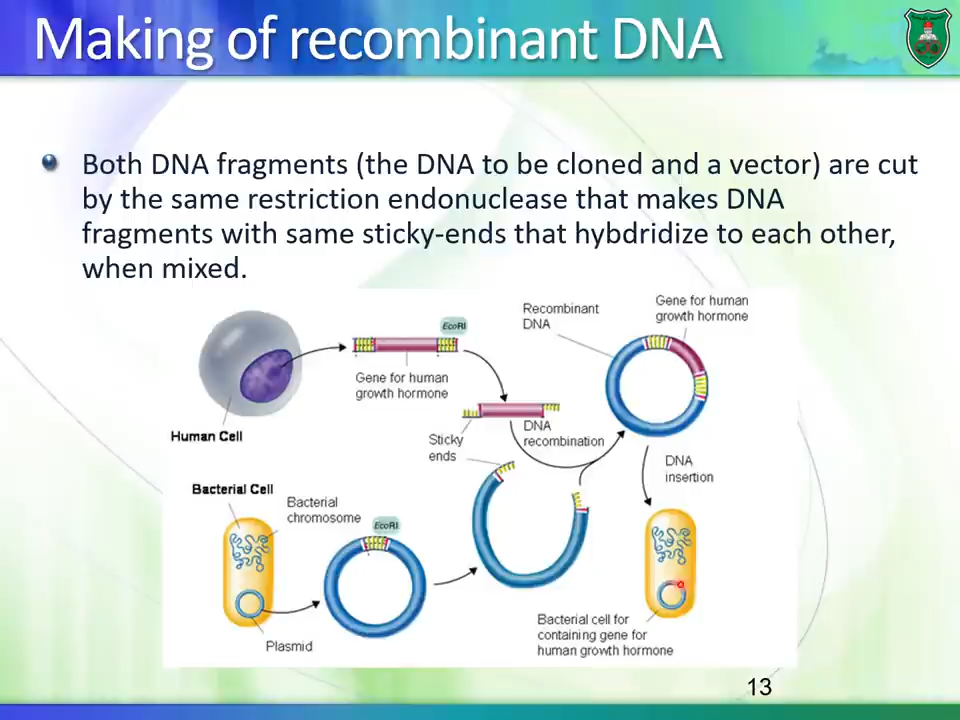 Making of recombinant DNA
Both DNA fragments (the DNA to be cloned and a vector) are cut
by the same restriction endonuclease that makes DNA
fragments with same sticky-ends that hybdridize to each other,
when mixed.
Recombinant
DNA
Gene for human
growth hormone
EcoRI
Gene for human
growth hormone
Human Cell
Sticky
ends
DNA
recombination
DNA
insertion
Bacterial Cell
Bacterial
chromosome
EcoRI
Plasmid
Bacterial cell for
containing gene for
human growth hormone
13